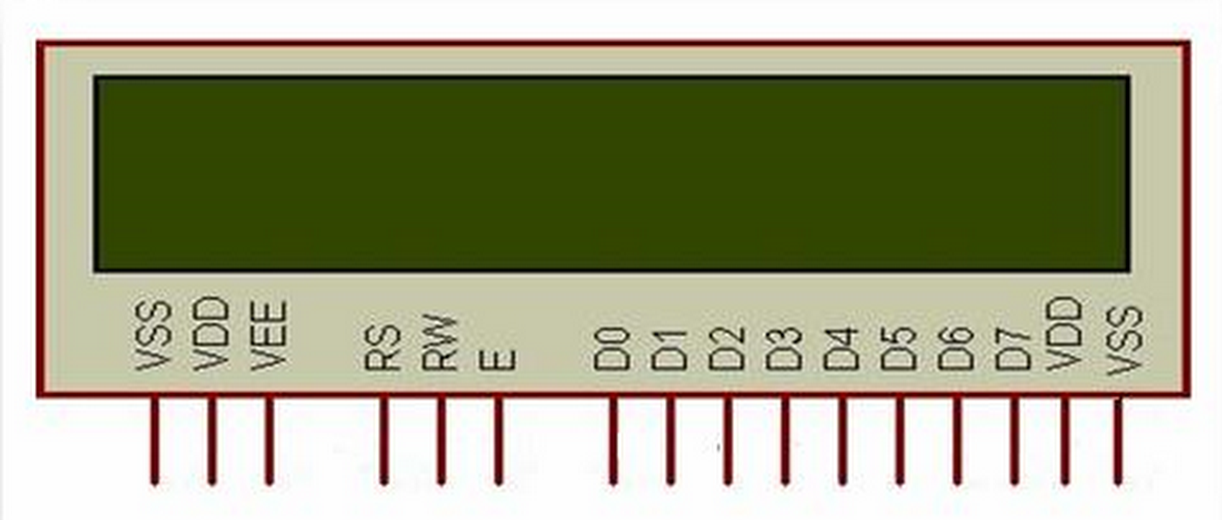 VSS VDD VEE RS RW E D0 D1 D2 D3 D4 D5 D6 D7 VDD VSS